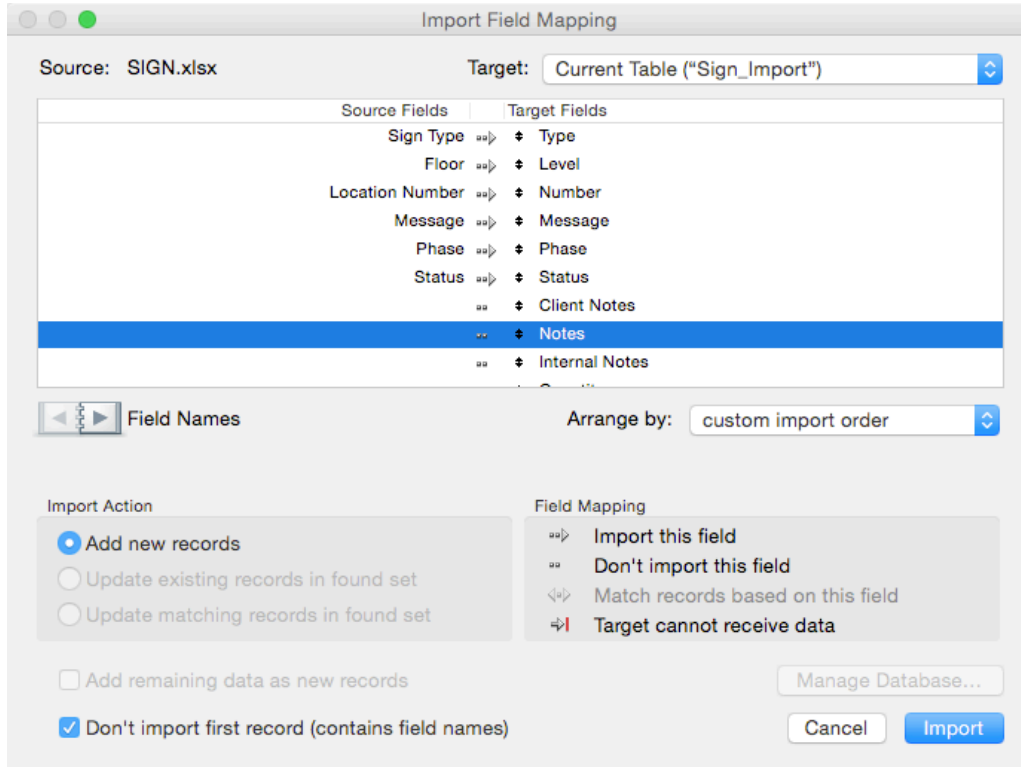 Import Field Mapping
Source: SIGN.xlsx Target: Current Table (“Sign_Import”)
Source Fields Target Fields
Sign Type Type
Floor Level
Location Number Number
Message Message
Phase Phase
Status Status
Client Notes
Notes
Internal Notes
Field Names Arrange by: custom import order
Import Action Field Mapping
Add new records Import this field
Update existing records in found set Don't import this field
Update matching records in found set Match records based on this field
Target cannot receive data
Add remaining data as new records Manage Database...
Don't import first record (contains field names) Cancel Import